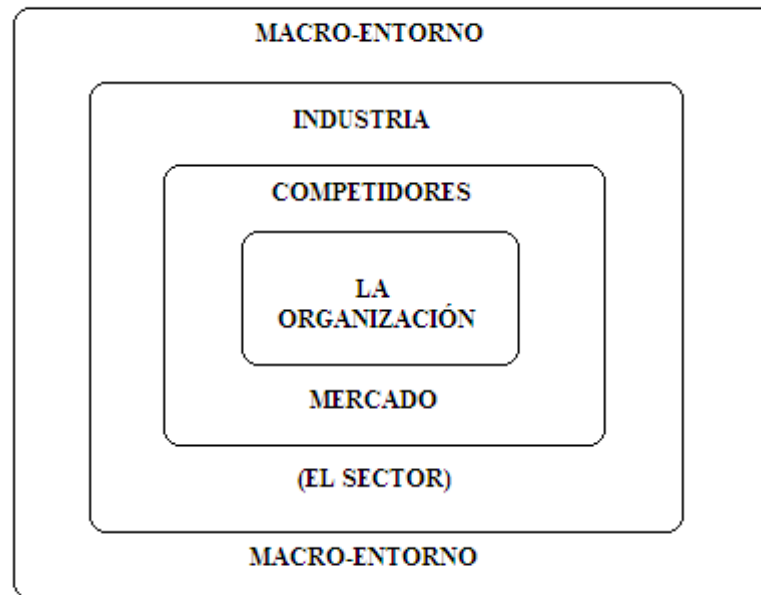 MACRO-ENTORNO
INDUSTRIA
COMPETIDORES
LA
ORGANIZACIÓN
MERCADO
(EL SECTOR)
MACRO-ENTORNO